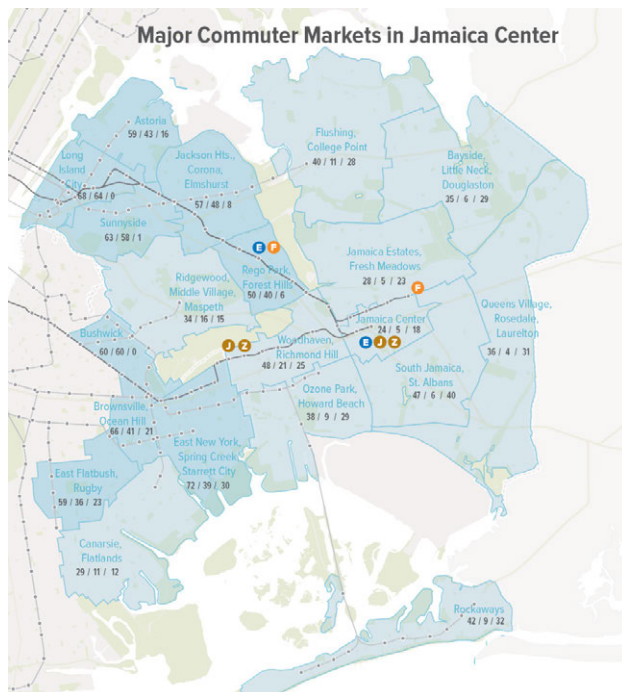 Major Commuter Markets in Jamaica Center
Astoria
59 / 43 / 16
Long
Island
City
68 / 64 / 0
Jackson Hts.,
Corona,
Elmshurst
57 / 48 / 8
Flushing,
College Point
40 / 11 / 28
Bayside,
Little Neck,
Douglaston
35 / 6 / 29
Sunnyside
63 / 58 / 1
E F
Rego Park,
Forest Hills
50 / 40 / 6
Jamaica Estates,
Fresh Meadows
28 / 5 / 23
F
Ridgewood,
Middle Village,
Maspeth
34 / 16 / 15
Queens Village,
Rosedale,
Laurelton
36 / 4 / 31
Jamaica Center
24 / 5 / 18
E J Z
Bushwick
60 / 60 / 0
J Z
Woodhaven,
Richmond Hill
48 / 21 / 25
South Jamaica,
St. Albans
47 / 6 / 40
Ozone Park,
Howard Beach
38 / 9 / 29
Brownsville,
Ocean Hill
66 / 41 / 21
East New York,
Spring Creek,
Starrett City
72 / 39 / 30
East Flatbush,
Rugby
59 / 36 / 23
Canarsie,
Flatlands
29 / 11 / 12
Rockaways
42 / 9 / 32